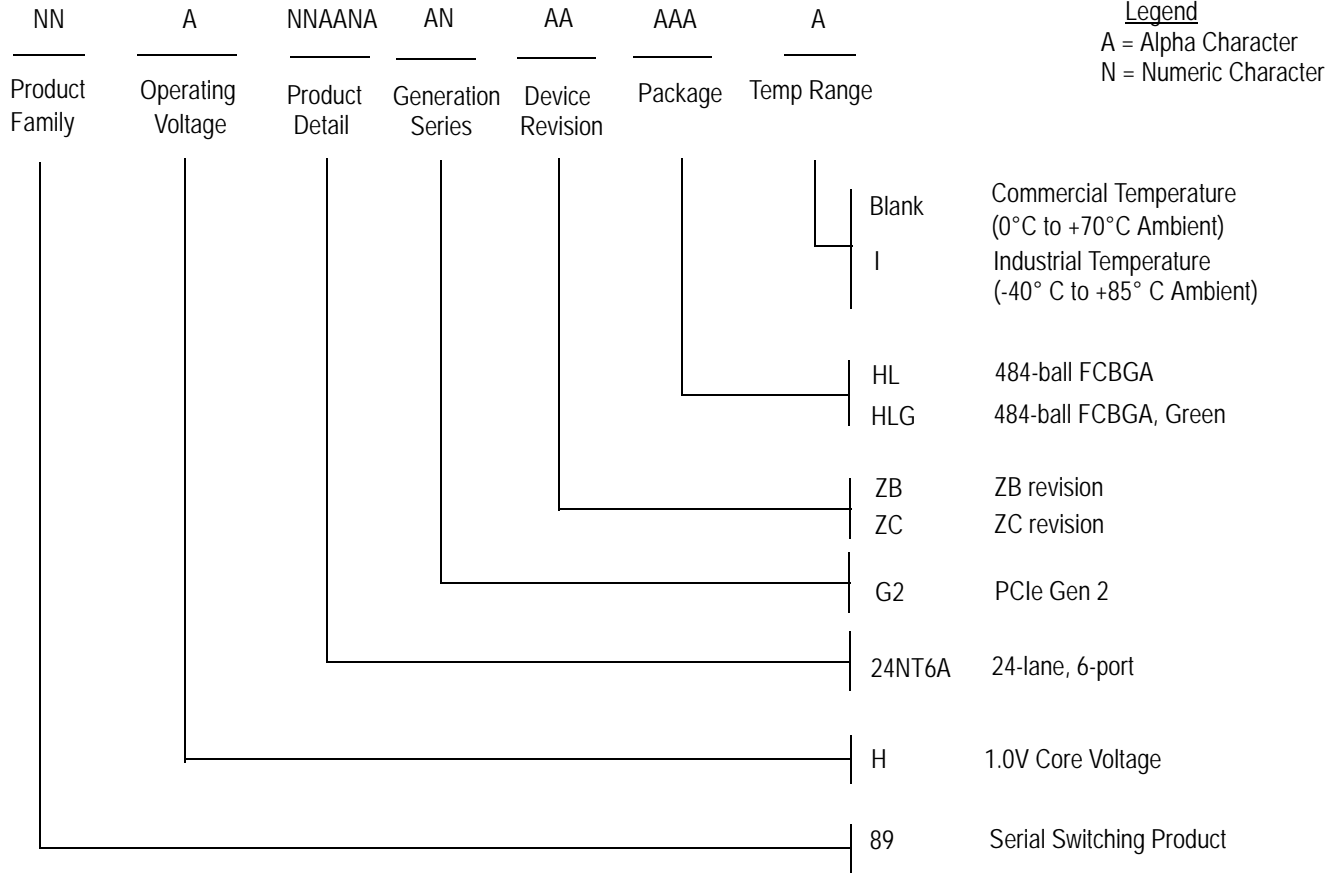 NN A NNAANA AN AA AAA A
Legend
A = Alpha Character
N = Numeric Character
Product Family
Operating Voltage
Product Detail
Generation Series
Device Revision
Package
Temp Range
Blank Commercial Temperature
(0°C to +70°C Ambient)
I Industrial Temperature
(-40° C to +85° C Ambient)
HL 484-ball FCBGA
HLG 484-ball FCBGA, Green
ZB ZB revision
ZC ZC revision
G2 PCIe Gen 2
24NT6A 24-lane, 6-port
H 1.0V Core Voltage
89 Serial Switching Product